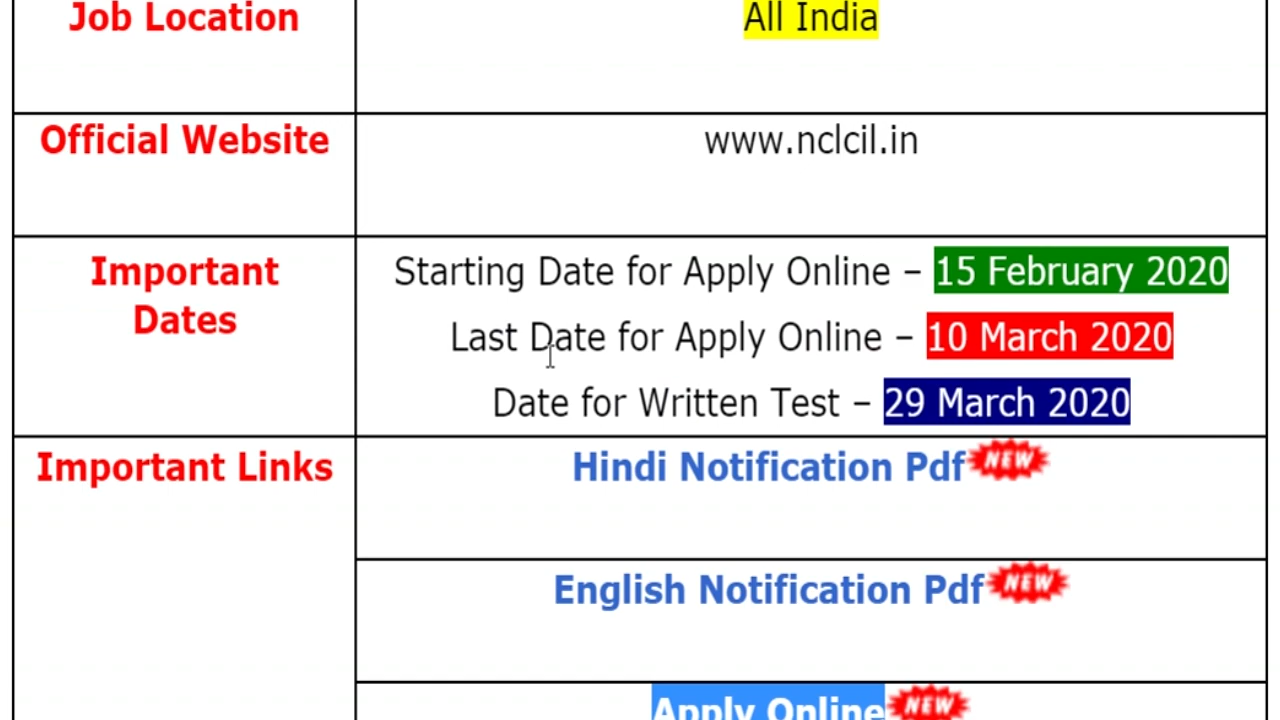 Job Location
All India
Official Website
www.nclcil.in
Important
Dates
Starting Date for Apply Online – 15 February 2020
Last Date for Apply Online – 10 March 2020
Date for Written Test – 29 March 2020
Important Links
Hindi Notification Pdf NEW
English Notification Pdf NEW
Apply Online NEW